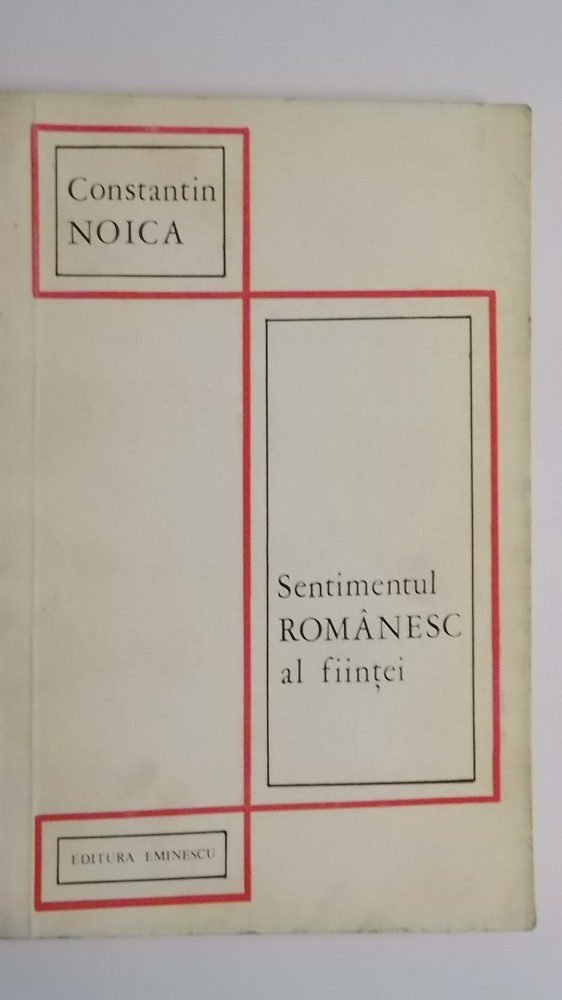 Constantin
NOICA
Sentimentul
ROMÂNESC
al ființei
EDITURA EMINESCU